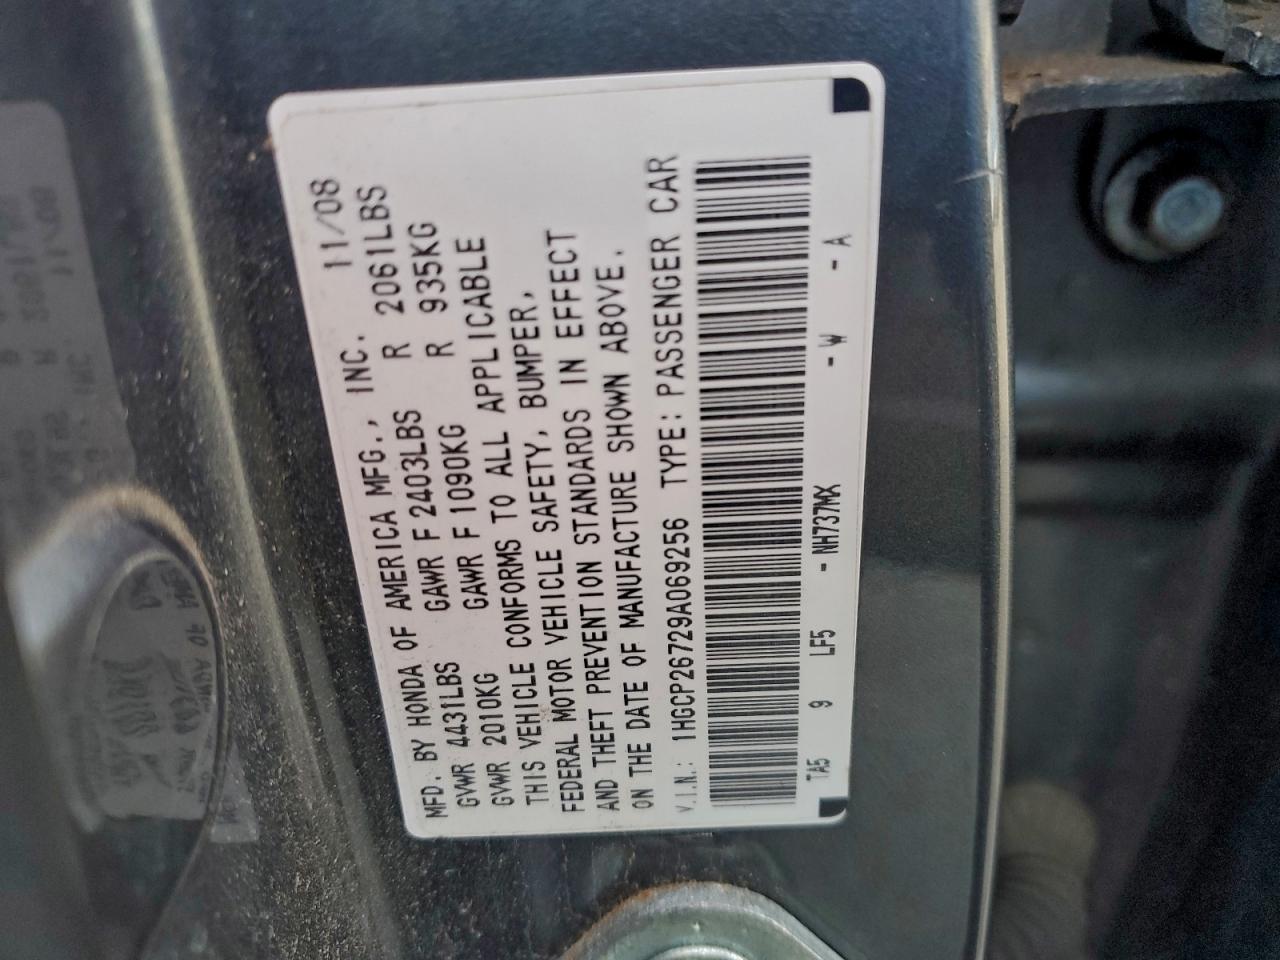 MFD. BY HONDA OF AMERICA MFG., INC. 11/08
GVWR 4431LBS GAWR F 2403LBS R 2061LBS
GVWR 2010KG GAWR F 1090KG R 935KG
THIS VEHICLE CONFORMS TO ALL APPLICABLE
FEDERAL MOTOR VEHICLE SAFETY, BUMPER,
AND THEFT PREVENTION STANDARDS IN EFFECT
ON THE DATE OF MANUFACTURE SHOWN ABOVE.
V.I.N.: 1HGCP26729A069256 TYPE: PASSENGER CAR
TA5 9 LF5 - NH737MX - W - A